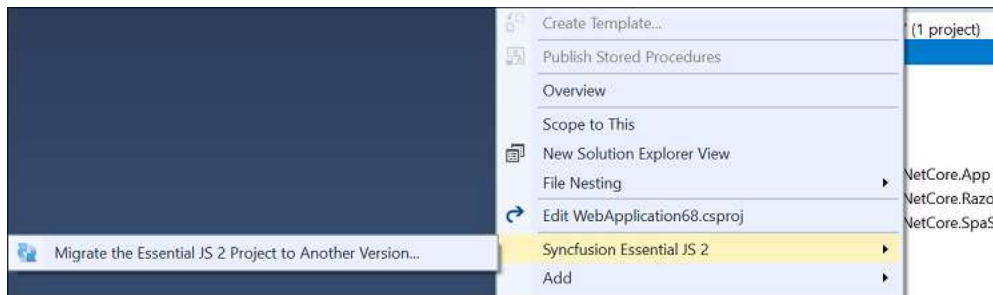 Create Template...
(1 project)
Publish Stored Procedures
Overview
Scope to This
New Solution Explorer View
File Nesting
NetCore.App
NetCore.Razo
Edit WebApplication68.csproj
NetCore.SpaS
Migrate the Essential JS 2 Project to Another Version...
Syncfusion Essential JS 2
Add